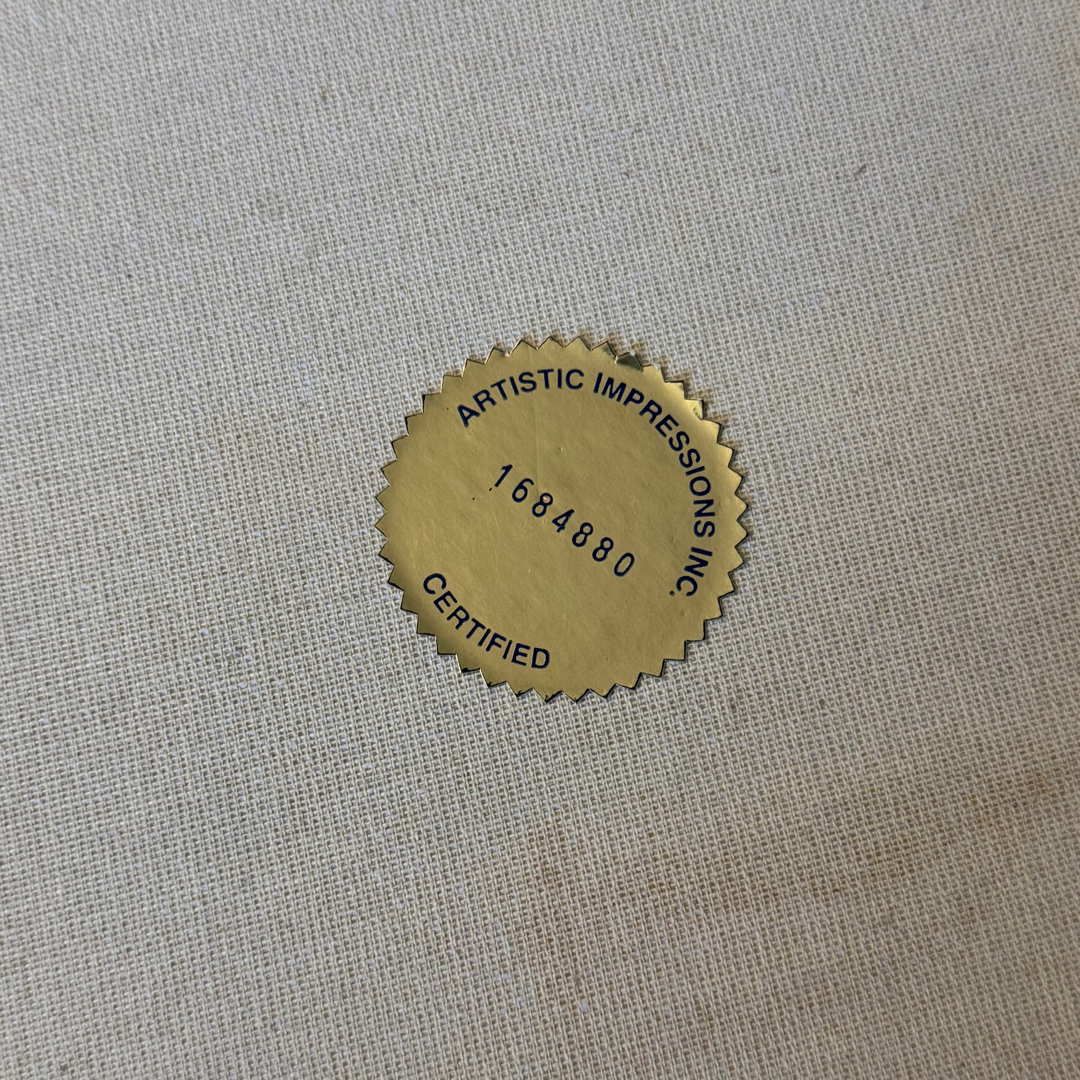 ARTISTIC IMPRESSIONS INC.
1684880
CERTIFIED